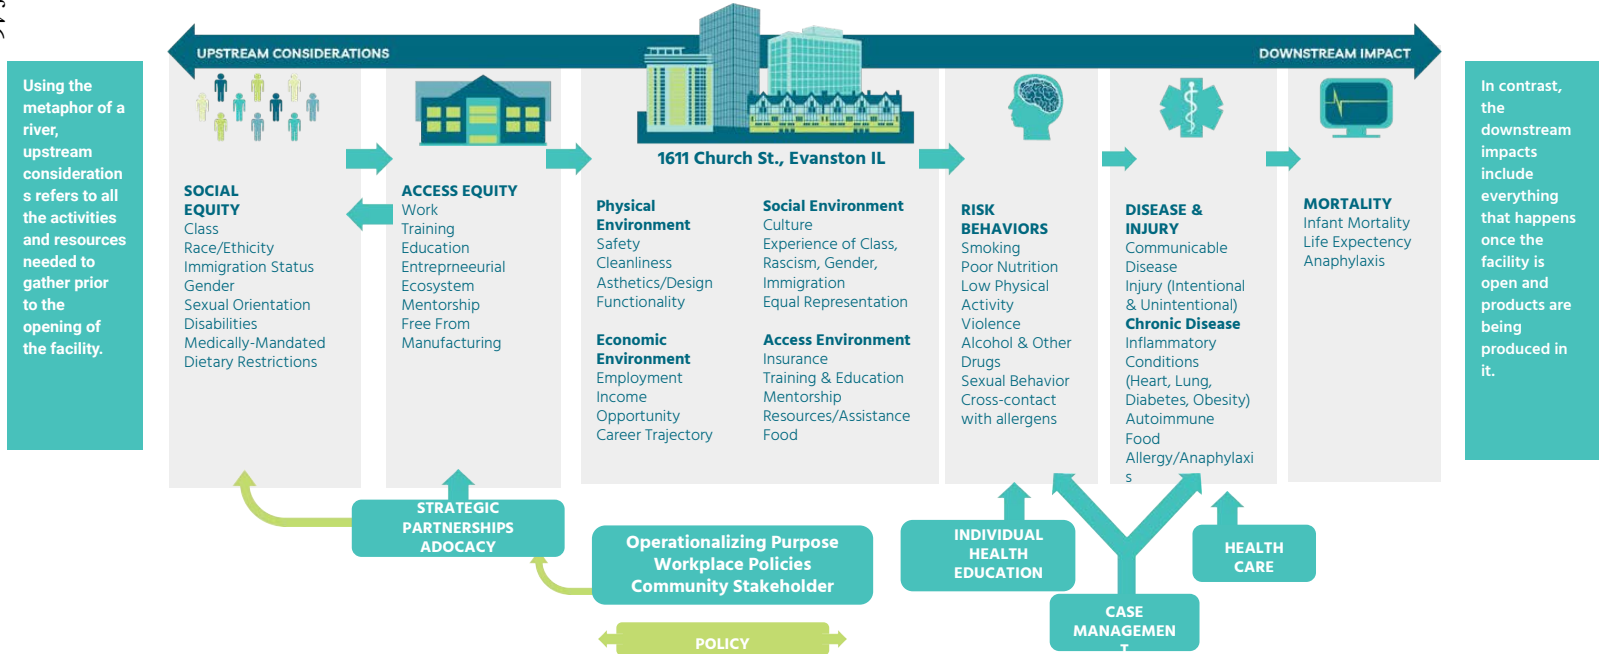 UPSTREAM CONSIDERATIONS
DOWNSTREAM IMPACT
Using the
metaphor of a
river,
upstream
consideration
s refers to all
the activities
and resources
needed to
gather prior
to the
opening of
the facility.
SOCIAL
EQUITY
Class
Race/Ethicity
Immigration Status
Gender
Sexual Orientation
Disabilities
Medically-Mandated
Dietary Restrictions
ACCESS EQUITY
Work
Training
Education
Entreprneeurial
Ecosystem
Mentorship
Free From
Manufacturing
1611 Church St., Evanston IL
Physical
Environment
Safety
Cleanliness
Asthetics/Design
Functionality
Economic
Environment
Employment
Income
Opportunity
Career Trajectory
Social Environment
Culture
Experience of Class,
Rascism, Gender,
Immigration
Equal Representation
Access Environment
Insurance
Training & Education
Mentorship
Resources/Assistance
Food
RISK
BEHAVIORS
Smoking
Poor Nutrition
Low Physical
Activity
Violence
Alcohol & Other
Drugs
Sexual Behavior
Cross-contact
with allergens
DISEASE &
INJURY
Communicable
Disease
Injury (Intentional
& Unintentional)
Chronic Disease
Inflammatory
Conditions
(Heart, Lung,
Diabetes, Obesity)
Autoimmune
Food
Allergy/Anaphylaxi
s
MORTALITY
Infant Mortality
Life Expectency
Anaphylaxis
In contrast,
the
downstream
impacts
include
everything
that happens
once the
facility is
open and
products are
being
produced in
it.
STRATEGIC
PARTNERSHIPS
ADOCACY
Operationalizing Purpose
Workplace Policies
Community Stakeholder
POLICY
INDIVIDUAL
HEALTH
EDUCATION
CASE
MANAGEMEN
T
HEALTH
CARE